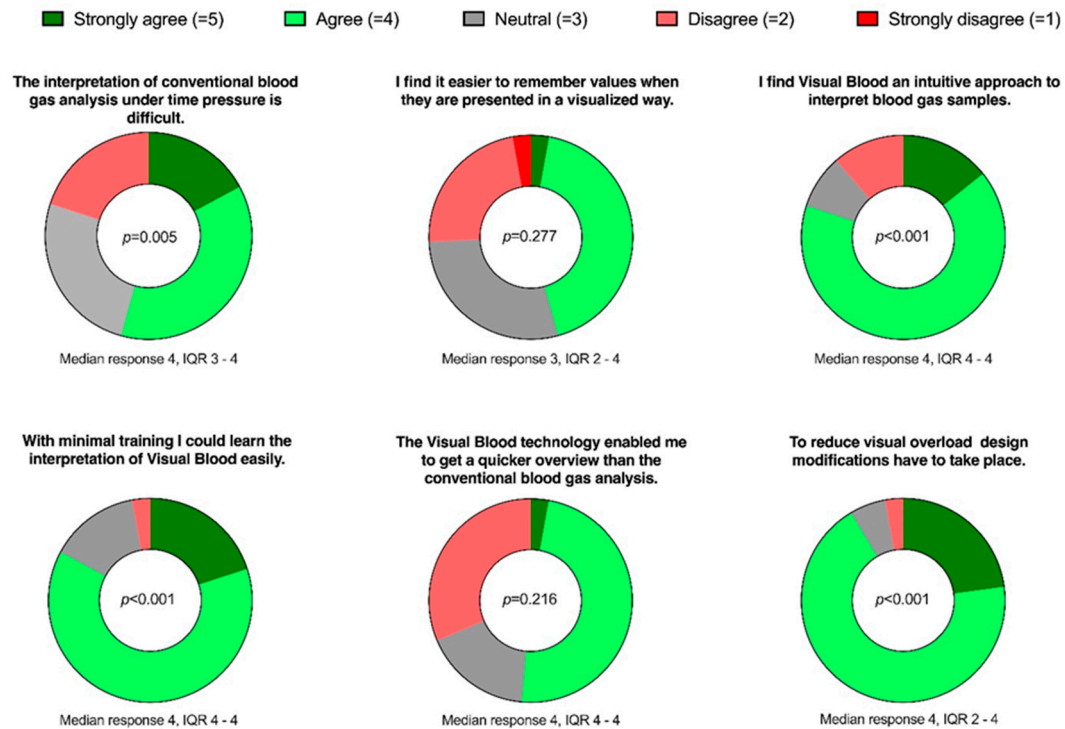 Strongly agree (=5) Agree (=4) Neutral (=3) Disagree (=2) Strongly disagree (=1)
The interpretation of conventional blood
gas analysis under time pressure is
difficult.
p=0.005
Median response 4, IQR 3 - 4
I find it easier to remember values when
they are presented in a visualized way.
p=0.277
Median response 3, IQR 2 - 4
I find Visual Blood an intuitive approach to
interpret blood gas samples.
p<0.001
Median response 4, IQR 4 - 4
With minimal training I could learn the
interpretation of Visual Blood easily.
p<0.001
Median response 4, IQR 4 - 4
The Visual Blood technology enabled me
to get a quicker overview than the
conventional blood gas analysis.
p=0.216
Median response 4, IQR 4 - 4
To reduce visual overload design
modifications have to take place.
p<0.001
Median response 4, IQR 2 - 4